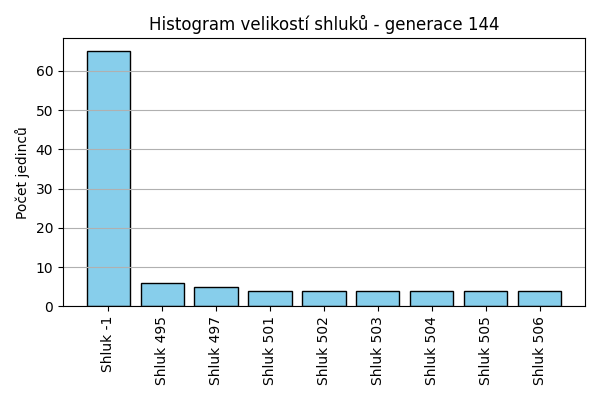 Histogram velikostí shluků - generace 144
Počet jedinců
60
50
40
30
20
10
0
Shluk -1
Shluk 495
Shluk 497
Shluk 501
Shluk 502
Shluk 503
Shluk 504
Shluk 505
Shluk 506